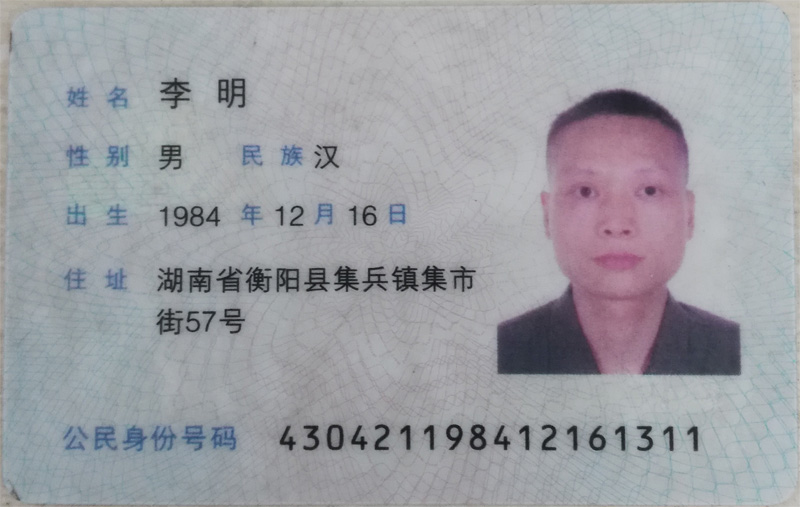 姓名 李明
性别 男 民族 汉
出生 1984 年 12 月 16 日
住址 湖南省衡阳县集兵镇集市
街57号
公民身份号码 430421198412161311